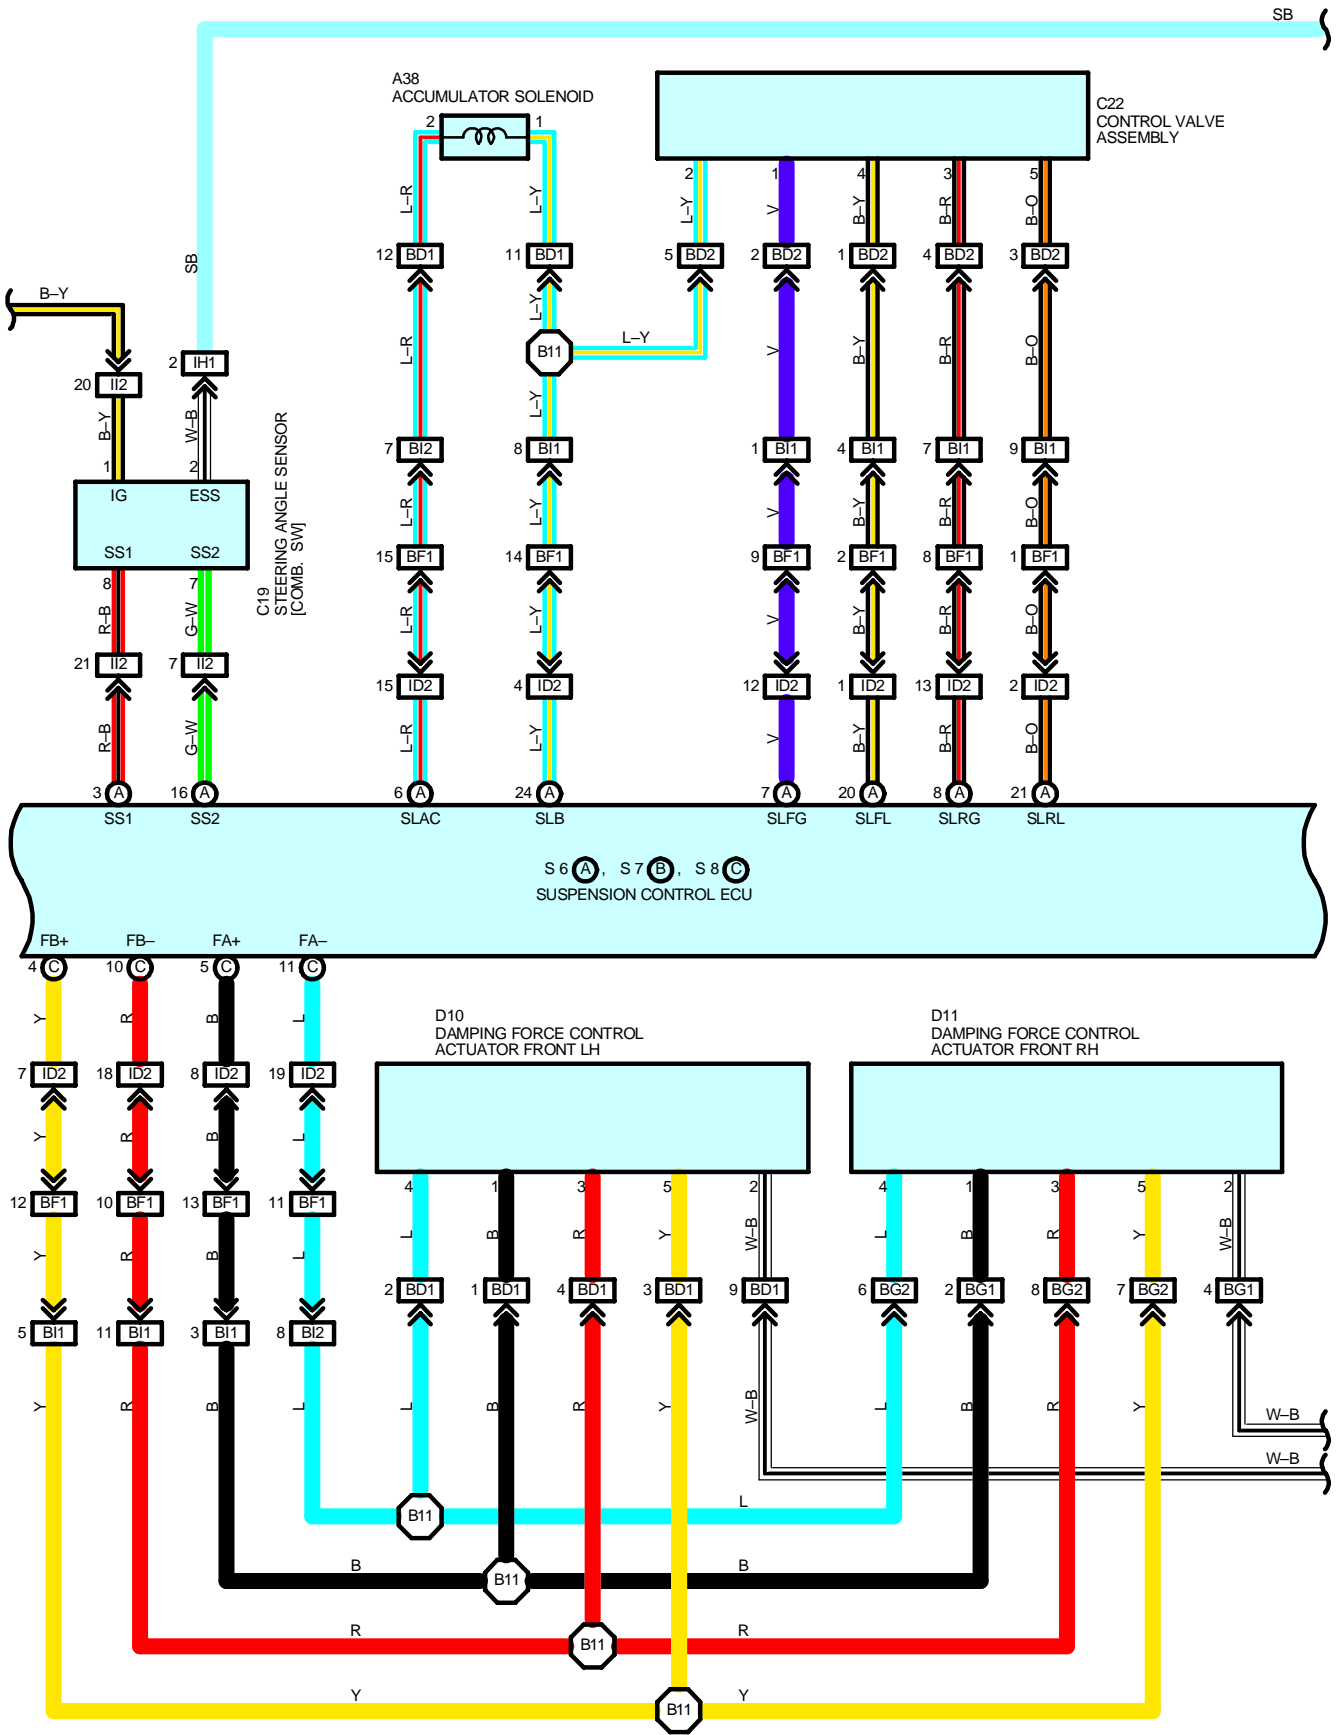 SB
A38
ACCUMULATOR SOLENOID
C22
CONTROL VALVE
ASSEMBLY
2 1
2 1 4 3 5
L–R L–Y L–Y V B–Y B–R B–O
12 BD1 11 BD1 5 BD2 2 BD2 1 BD2 4 BD2 3 BD2
SB
B–Y
L–Y
L–Y
B11
L–R V B–Y B–R B–O
2 IH1
20 II2
B–Y W–B
L–Y
7 BI2 8 BI1 1 BI1 4 BI1 7 BI1 9 BI1
1 2
IG ESS
SS1 SS2
C19
STEERING ANGLE SENSOR
[COMB. SW]
L–R L–Y V B–Y B–R B–O
15 BF1 14 BF1 9 BF1 2 BF1 8 BF1 1 BF1
8 7
R–B G–W L–R L–Y V B–Y B–R B–O
21 II2 7 II2
15 ID2 4 ID2 12 ID2 1 ID2 13 ID2 2 ID2
R–B G–W L–R L–Y V B–Y B–R B–O
3 A 16 A 6 A 24 A 7 A 20 A 8 A 21 A
SS1 SS2 SLAC SLB SLFG SLFL SLRG SLRL
S 6 A , S 7 B , S 8 C
SUSPENSION CONTROL ECU
FB+ FB– FA+ FA–
4 C 10 C 5 C 11 C
Y R B L
D10
DAMPING FORCE CONTROL
ACTUATOR FRONT LH
D11
DAMPING FORCE CONTROL
ACTUATOR FRONT RH
7 ID2 18 ID2 8 ID2 19 ID2
Y R B L
4 1 3 5 2 4 1 3 5 2
12 BF1 10 BF1 13 BF1 11 BF1
Y R B L L B R Y W–B L B R Y W–B
2 BD1 1 BD1 4 BD1 3 BD1 9 BD1 6 BG2 2 BG1 8 BG2 7 BG2 4 BG1
5 BI1 11 BI1 3 BI1 8 BI2
Y R B L L B R Y W–B L B R Y
W–B
W–B
L
B11
B B
B11
R R
B11
Y Y
B11